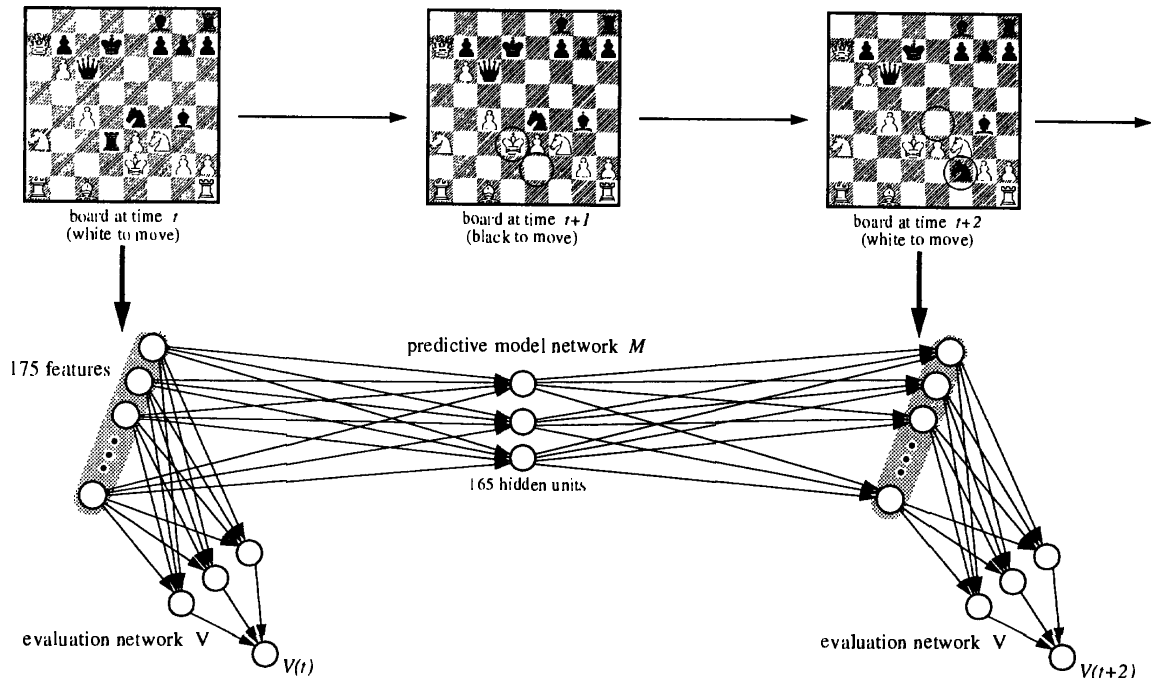 board at time t
(white to move)
board at time t+1
(black to move)
board at time t+2
(white to move)
175 features
predictive model network M
165 hidden units
evaluation network V
V(t)
evaluation network V
V(t+2)